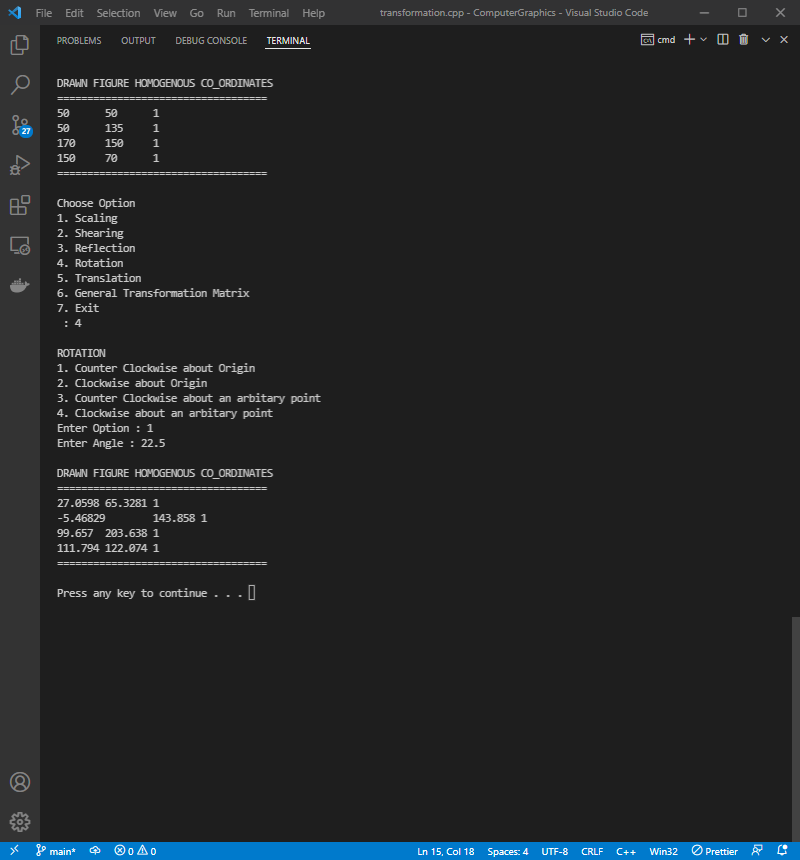 File Edit Selection View Go Run Terminal Help transformation.cpp - ComputerGraphics - Visual Studio Code
PROBLEMS OUTPUT DEBUG CONSOLE TERMINAL cmd
27
DRAWN FIGURE HOMOGENOUS CO_ORDINATES
===================================
50 50 1
50 135 1
170 150 1
150 70 1
===================================
Choose Option
1. Scaling
2. Shearing
3. Reflection
4. Rotation
5. Translation
6. General Transformation Matrix
7. Exit
: 4
ROTATION
1. Counter Clockwise about Origin
2. Clockwise about Origin
3. Counter Clockwise about an arbitary point
4. Clockwise about an arbitary point
Enter Option : 1
Enter Angle : 22.5
DRAWN FIGURE HOMOGENOUS CO_ORDINATES
===================================
27.0598 65.3281 1
-5.46829 143.858 1
99.657 203.638 1
111.794 122.074 1
===================================
Press any key to continue . . .
main* 0 0 Ln 15, Col 18 Spaces: 4 UTF-8 CRLF C++ Win32 Prettier